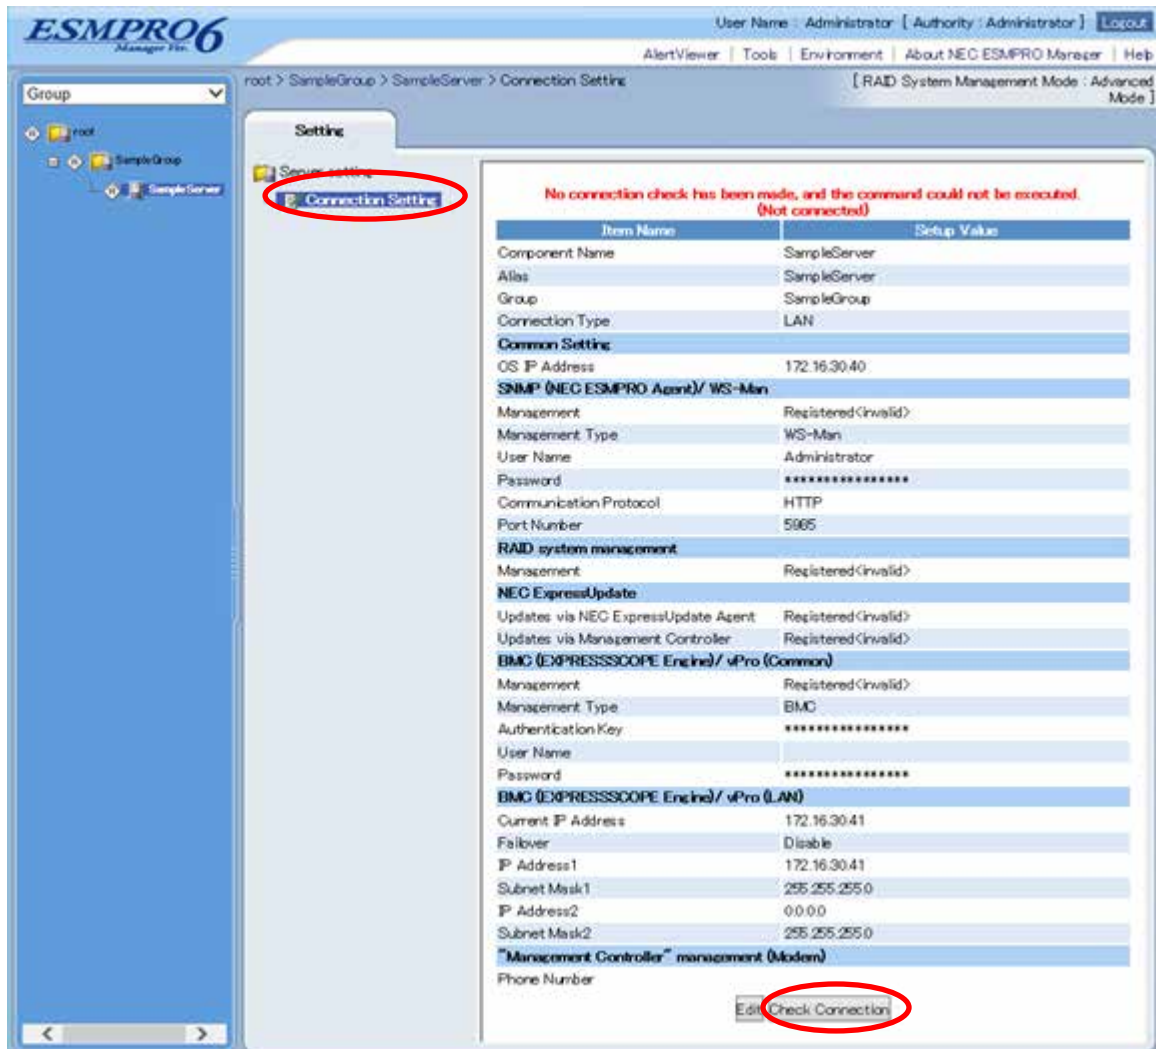 ESMPRO6
Manager Ver.
User Name : Administrator [ Authority : Administrator ] Logout
AlertViewer | Tools | Environment | About NEC ESMPRO Manager | Help
Group
root > SampleGroup > SampleServer > Connection Setting
[ RAID System Management Mode : Advanced
Mode ]
root
SampleGroup
SampleServer
Setting
Server setting
Connection Setting
No connection check has been made, and the command could not be executed.
(Not connected)
Item Name Setup Value
Component Name SampleServer
Alias SampleServer
Group SampleGroup
Connection Type LAN
Common Setting
OS IP Address 172.16.30.40
SNMP (NEC ESMPRO Agent)/ WS-Man
Management Registered<invalid>
Management Type WS-Man
User Name Administrator
Password ****************
Communication Protocol HTTP
Port Number 5985
RAID system management
Management Registered<invalid>
NEC ExpressUpdate
Updates via NEC ExpressUpdate Agent Registered<invalid>
Updates via Management Controller Registered<invalid>
BMC (EXPRESSSCOPE Engine)/ vPro (Common)
Management Registered<invalid>
Management Type BMC
Authentication Key ****************
User Name
Password ****************
BMC (EXPRESSSCOPE Engine)/ vPro (LAN)
Current IP Address 172.16.30.41
Failover Disable
IP Address1 172.16.30.41
Subnet Mask1 255.255.255.0
IP Address2 0.0.0.0
Subnet Mask2 255.255.255.0
"Management Controller" management (Modem)
Phone Number
Edit Check Connection